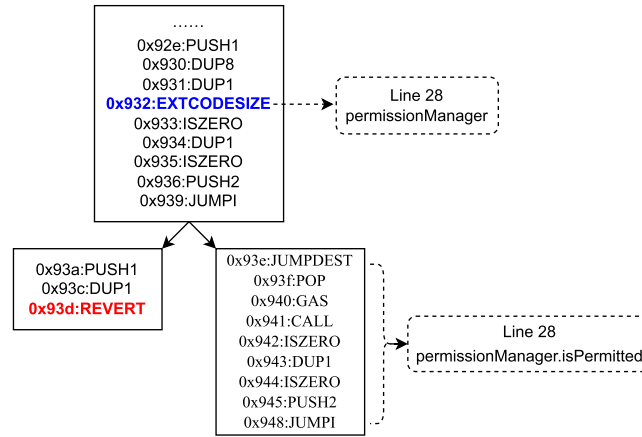 ......
0x92e:PUSH1
0x930:DUP8
0x931:DUP1
0x932:EXTCODESIZE
0x933:ISZERO
0x934:DUP1
0x935:ISZERO
0x936:PUSH2
0x939:JUMPI
Line 28
permissionManager
0x93a:PUSH1
0x93c:DUP1
0x93d:REVERT
0x93e:JUMPDEST
0x93f:POP
0x940:GAS
0x941:CALL
0x942:ISZERO
0x943:DUP1
0x944:ISZERO
0x945:PUSH2
0x948:JUMPI
Line 28
permissionManager.isPermitted